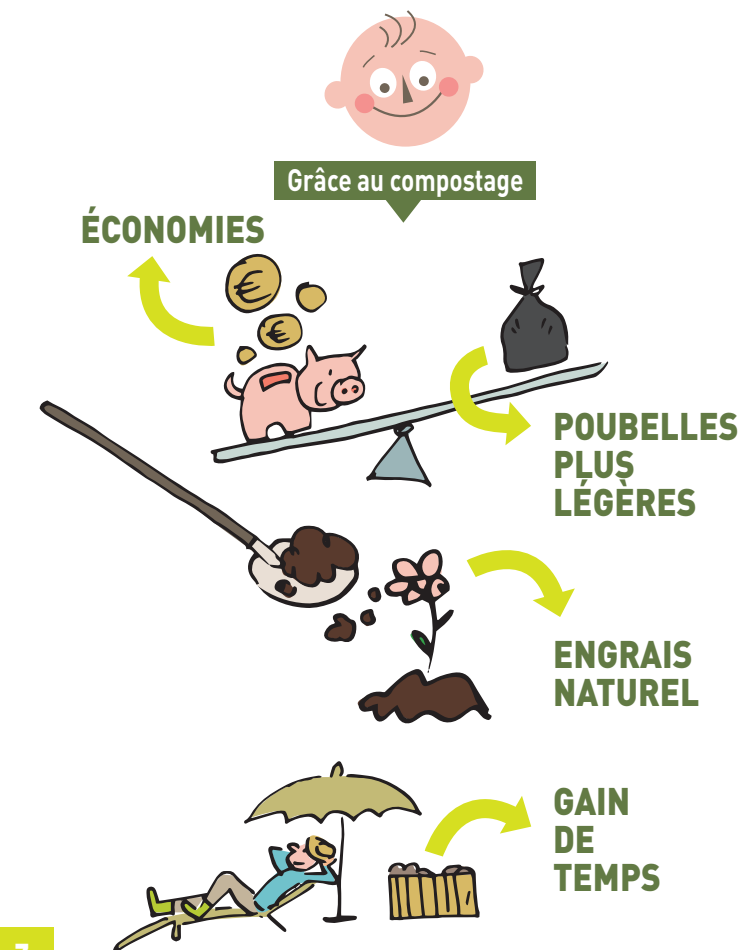 Grâce au compostage
ÉCONOMIES
POUBELLES
PLUS
LÉGÈRES
ENGRAIS
NATUREL
GAIN
DE
TEMPS